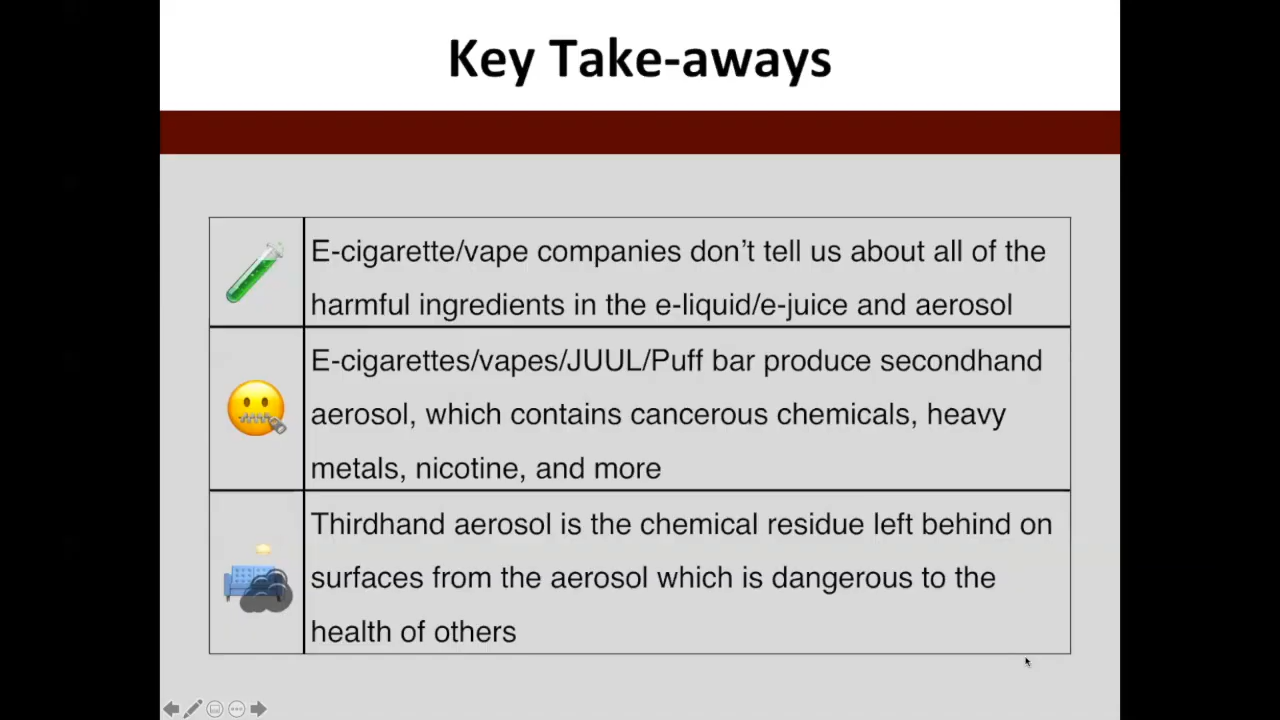 Key Take-aways
E-cigarette/vape companies don’t tell us about all of the
harmful ingredients in the e-liquid/e-juice and aerosol
E-cigarettes/vapes/JUUL/Puff bar produce secondhand
aerosol, which contains cancerous chemicals, heavy
metals, nicotine, and more
Thirdhand aerosol is the chemical residue left behind on
surfaces from the aerosol which is dangerous to the
health of others